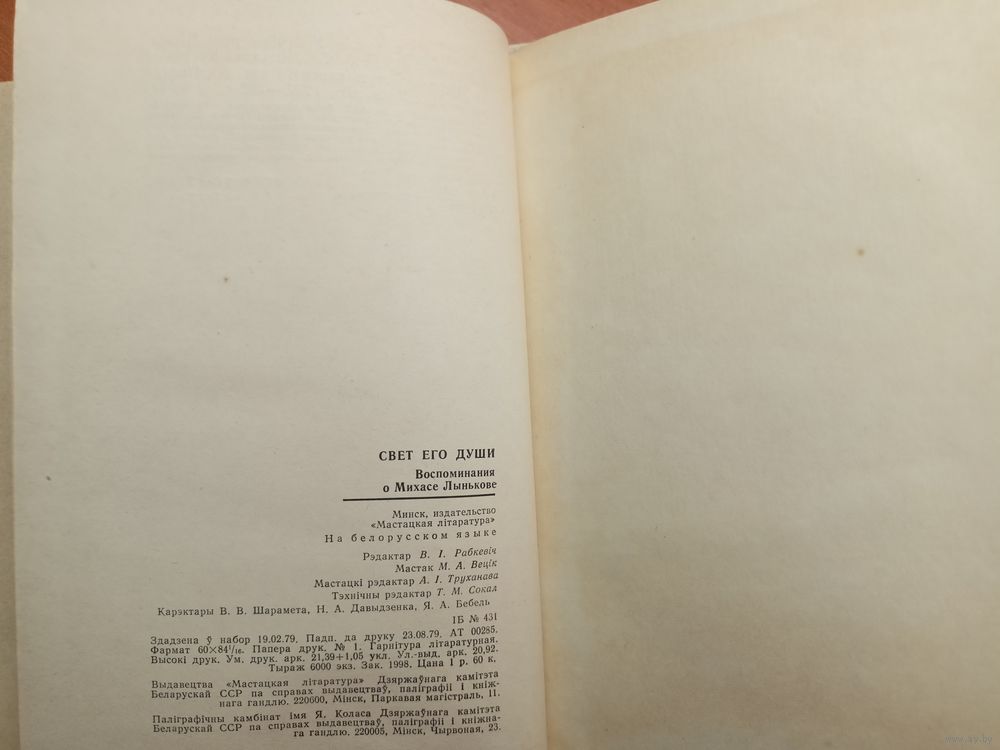 СВЕТ ЕГО ДУШИ
Воспоминания
о Михасе Лынькове
Минск, издательство
«Мастацкая літаратура»
На белорусском языке
Рэдактар В. І. Рабкевіч
Мастак М. А. Вецік
Мастацкі рэдактар А. І. Труханава
Тэхнічны рэдактар Т. М. Сокал
Карэктары В. В. Шарамета, Н. А. Давыдзенка, Я. А. Бебель
ІБ № 431
Здадзена ў набор 19.02.79. Падп. да друку 23.08.79. АТ 00285.
Фармат 60×84¹/₁₆. Папера друк. № 1. Гарнітура літаратурная.
Высокі друк. Ум. друк. арк. 21,39+1,05 укл. Ул.-выд. арк. 20,92.
Тыраж 6000 экз. Зак. 1998. Цана 1 р. 60 к.
Выдавецтва «Мастацкая літаратура» Дзяржаўнага камітэта
Беларускай ССР па справах выдавецтваў, паліграфіі і кніж-
нага гандлю. 220600, Мінск, Паркавая магістраль, 11.
Паліграфічны камбінат імя Я. Коласа Дзяржаўнага камітэта
Беларускай ССР па справах выдавецтваў, паліграфіі і кніжна-
га гандлю. 220005, Мінск, Чырвоная, 23.
www.av.by